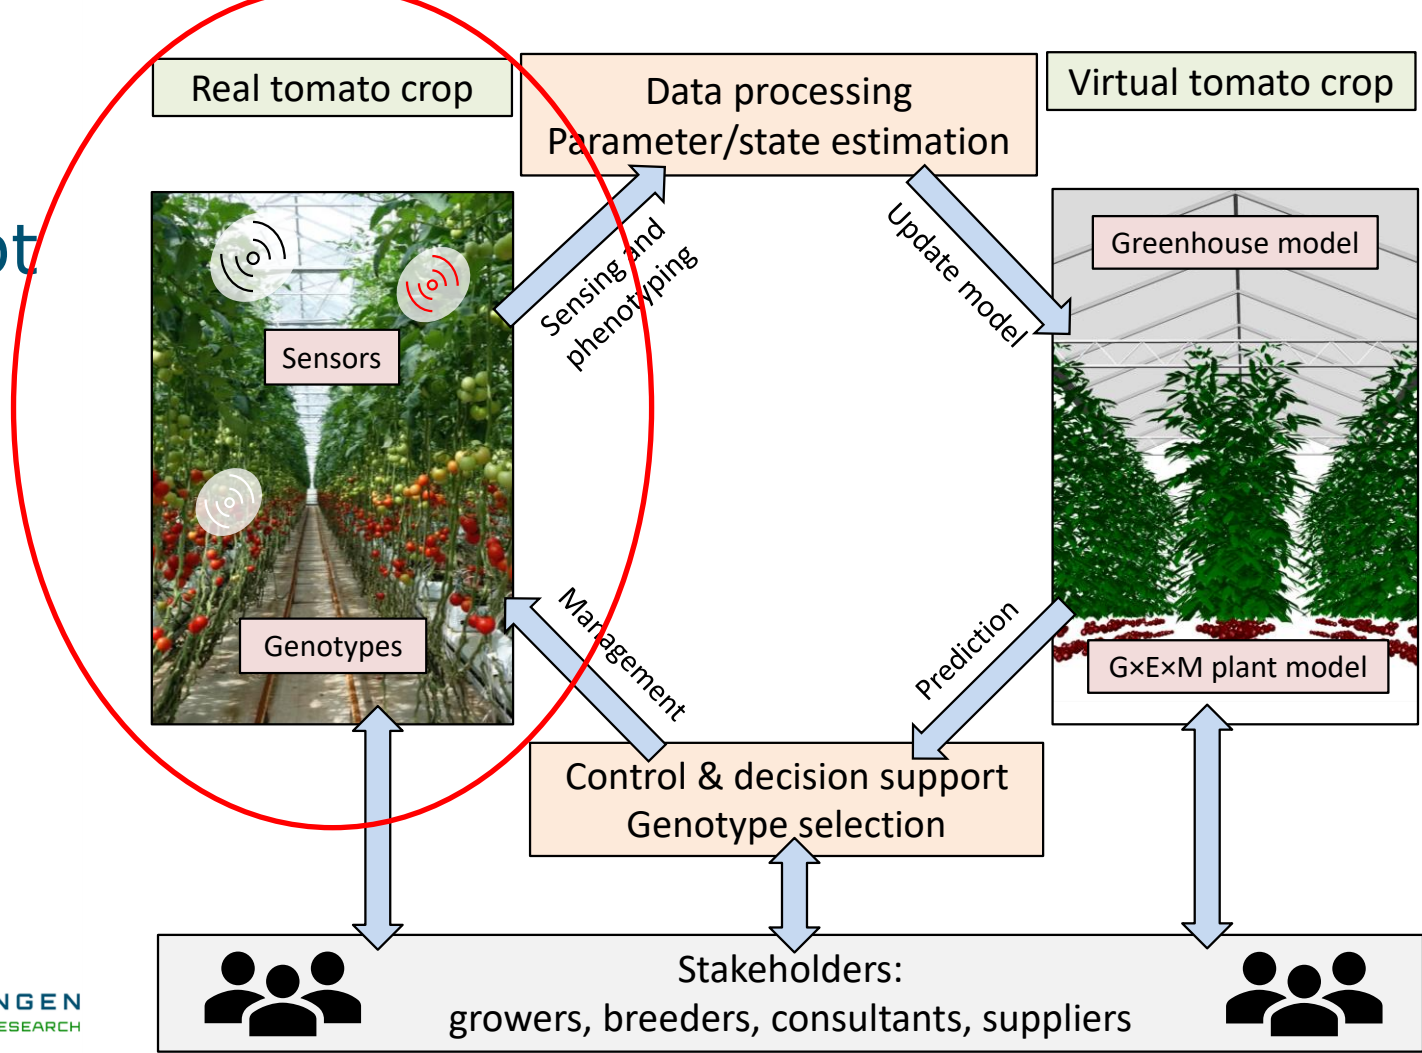 Real tomato crop
Data processing
Parameter/state estimation
Virtual tomato crop
Sensing and
phenotyping
Update model
Greenhouse model
Sensors
Genotypes
Management
Prediction
G×E×M plant model
Control & decision support
Genotype selection
Stakeholders:
growers, breeders, consultants, suppliers